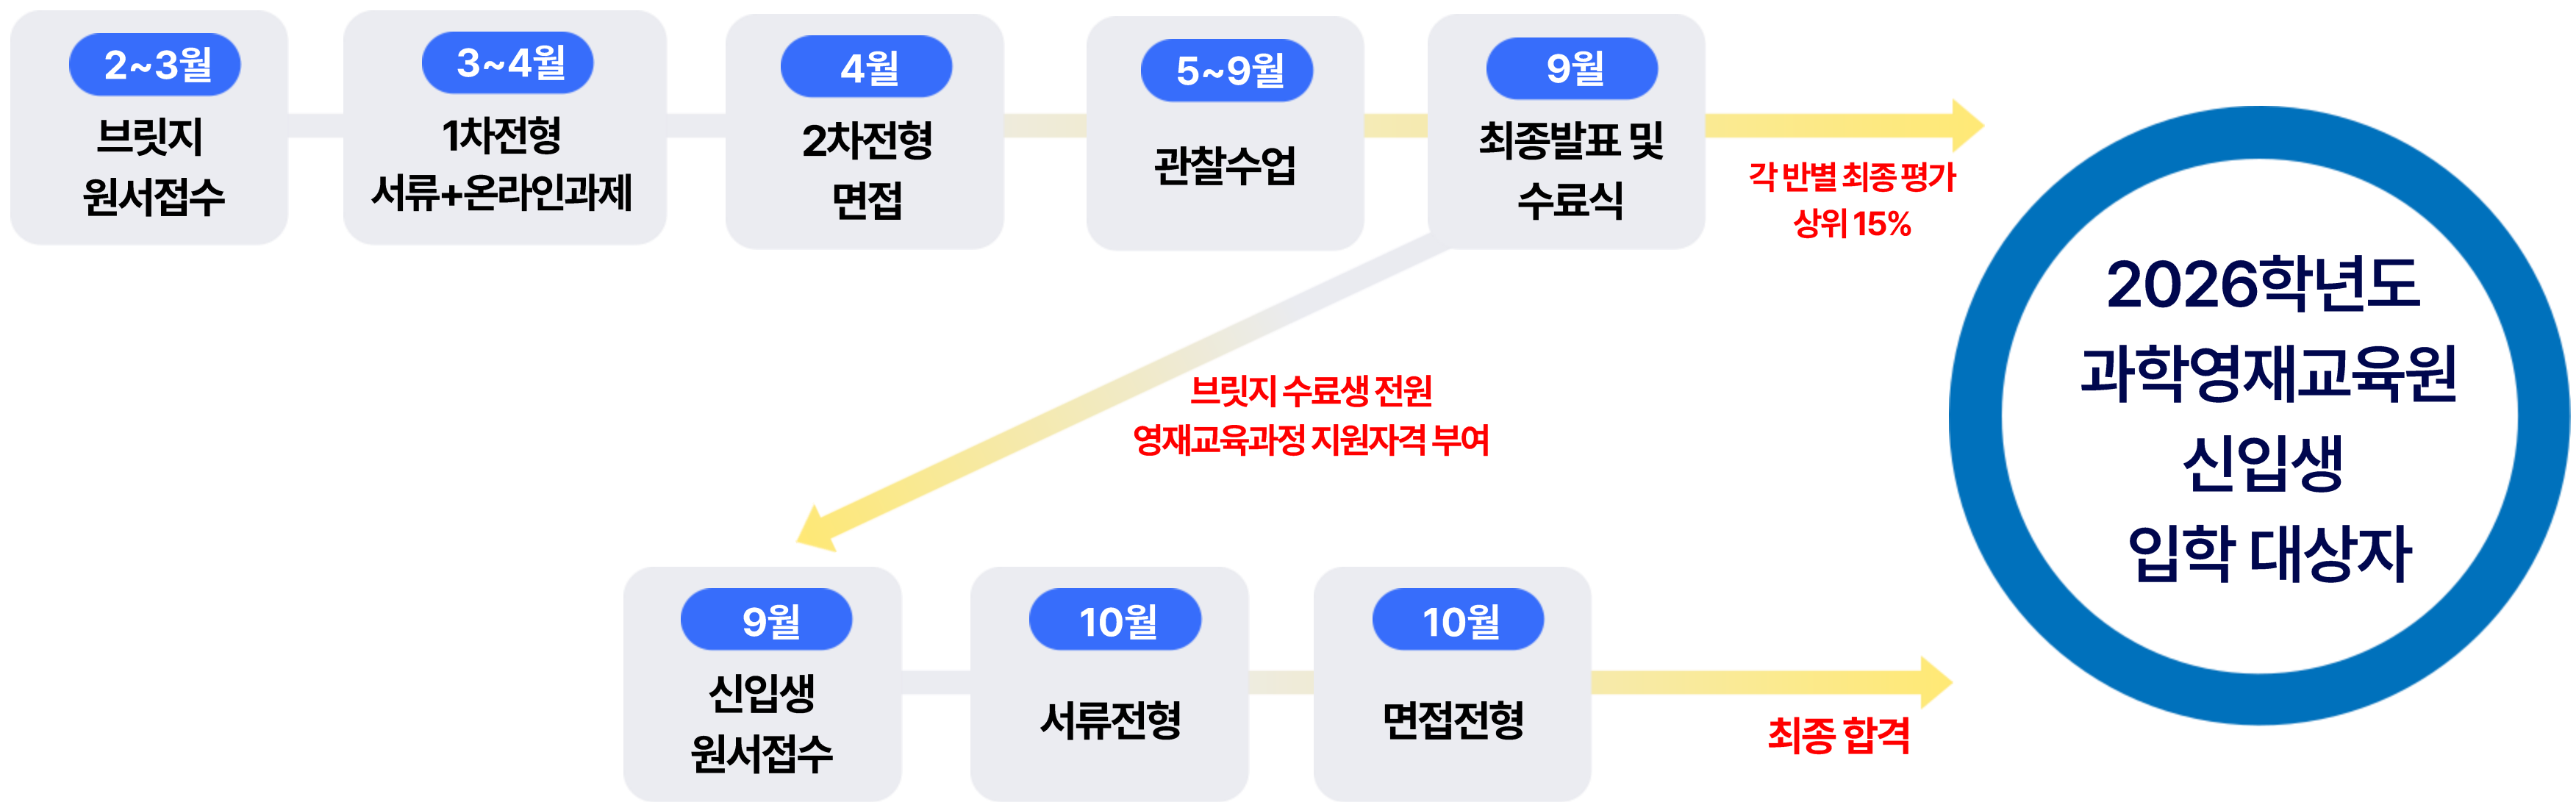 2~3월
브릿지
원서접수
3~4월
1차전형
서류+온라인과제
4월
2차전형
면접
5~9월
관찰수업
9월
최종발표 및
수료식
각 반별 최종 평가
상위 15%
브릿지 수료생 전원
영재교육과정 지원자격 부여
9월
신입생
원서접수
10월
서류전형
10월
면접전형
최종 합격
2026학년도
과학영재교육원
신입생
입학 대상자